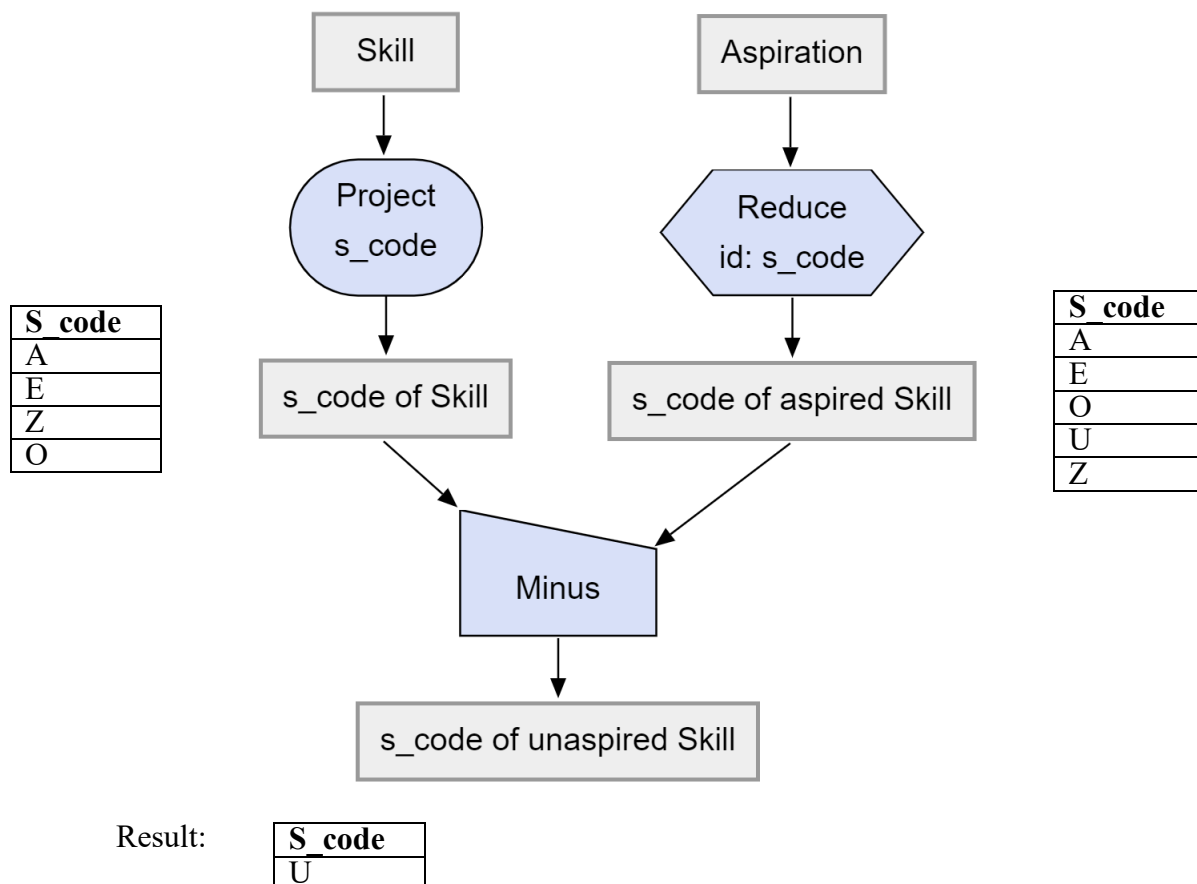 Skill
Aspiration
Project
s_code
Reduce
id: s_code
S_code
A
E
Z
O
s_code of Skill
s_code of aspired Skill
S_code
A
E
O
U
Z
Minus
s_code of unaspired Skill
Result:
S_code
U